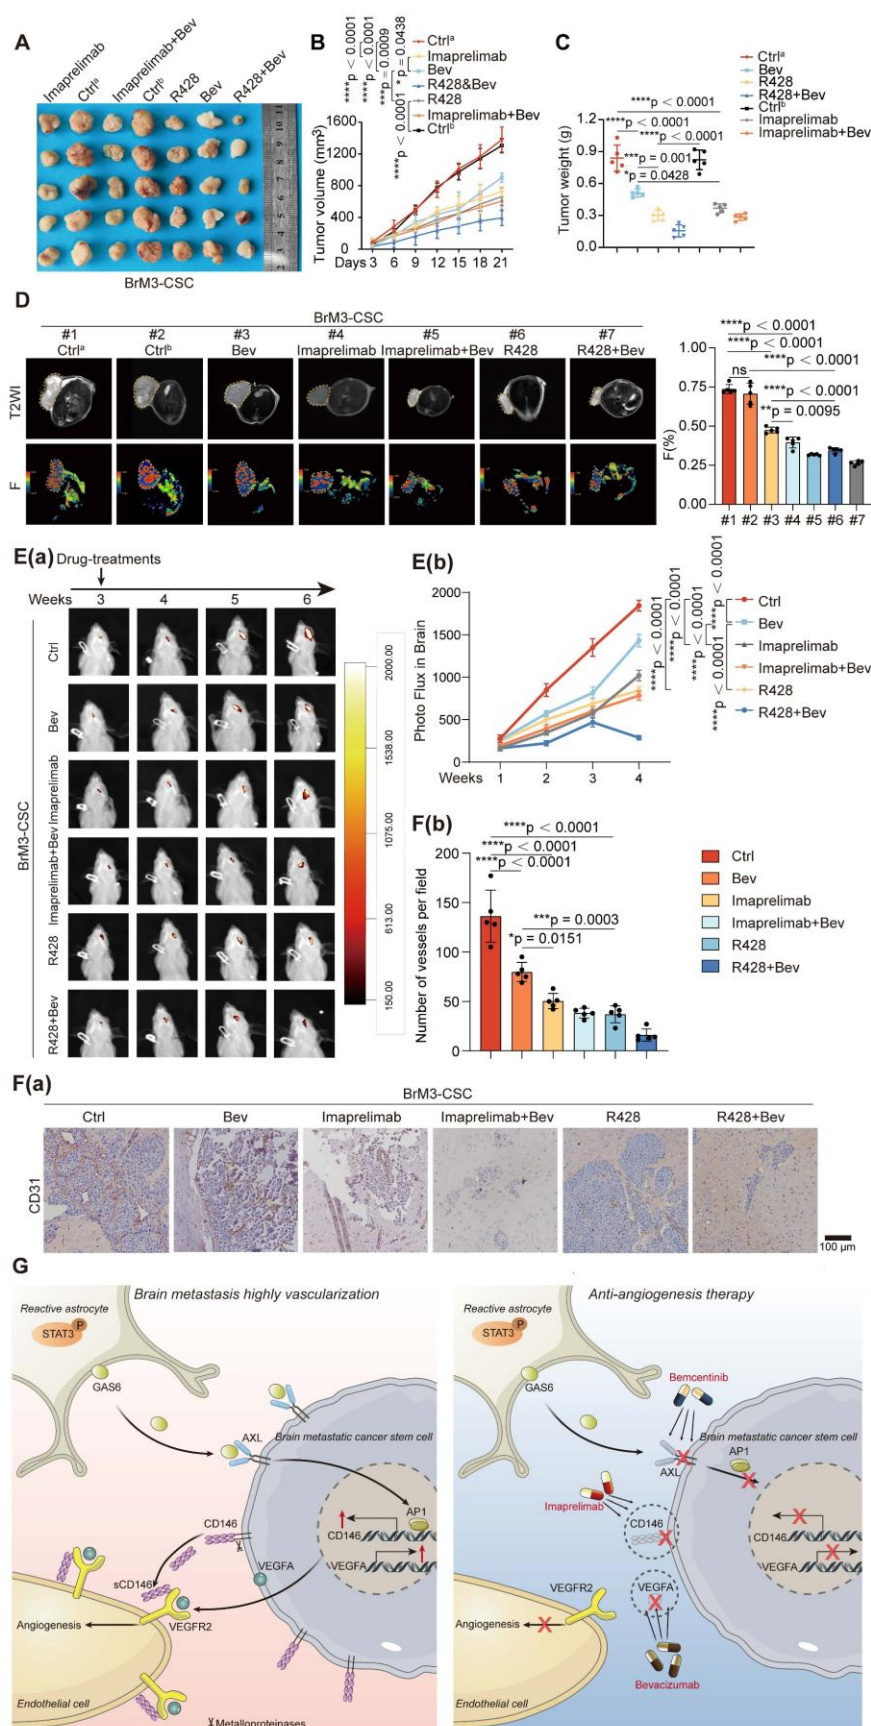 A
Imaprelimab
Ctrlᵃ
Imaprelimab+Bev
Ctrlᵇ
R428
Bev
R428+Bev
2 3 4 5 6 7 8 9 10 11
BrM3-CSC
B
****p < 0.0001
****p < 0.0001
***p = 0.0009
*p = 0.0438
****p < 0.0001
Ctrlᵃ
Imaprelimab
Bev
R428&Bev
R428
Imaprelimab+Bev
Ctrlᵇ
Tumor volume (mm³)
1600
1200
800
400
0
Days 3 6 9 12 15 18 21
C
Ctrlᵃ
Bev
R428
R428+Bev
Ctrlᵇ
Imaprelimab
Imaprelimab+Bev
Tumor weight (g)
1.2
0.9
0.6
0.3
0.0
****p < 0.0001
****p < 0.0001
****p < 0.0001
***p = 0.001
*p = 0.0428
D
BrM3-CSC
#1 #2 #3 #4 #5 #6 #7
Ctrlᵃ Ctrlᵇ Bev Imaprelimab Imaprelimab+Bev R428 R428+Bev
T2WI
F
****p < 0.0001
****p < 0.0001
****p < 0.0001
ns
****p < 0.0001
**p = 0.0095
F(%)
1.00
0.75
0.50
0.25
0.00
#1 #2 #3 #4 #5 #6 #7
E(a)
Drug-treatments
Weeks 3 4 5 6
BrM3-CSC
Ctrl
Bev
Imaprelimab
Imaprelimab+Bev
R428
R428+Bev
2000.00
1538.00
1075.00
613.00
150.00
E(b)
Photo Flux in Brain
2000
1500
1000
500
0
Weeks 1 2 3 4
****p < 0.0001
****p < 0.0001
****p < 0.0001
****p < 0.0001
****p < 0.0001
Ctrl
Bev
Imaprelimab
Imaprelimab+Bev
R428
R428+Bev
F(b)
****p < 0.0001
****p < 0.0001
****p < 0.0001
***p = 0.0003
*p = 0.0151
Number of vessels per field
200
150
100
50
0
Ctrl
Bev
Imaprelimab
Imaprelimab+Bev
R428
R428+Bev
F(a)
BrM3-CSC
Ctrl Bev Imaprelimab Imaprelimab+Bev R428 R428+Bev
CD31
100 μm
G
Brain metastasis highly vascularization
Reactive astrocyte
STAT3
P
GAS6
AXL
Brain metastatic cancer stem cell
AP1
CD146
CD146
VEGFA
VEGFA
sCD146
VEGFR2
Angiogenesis
Endothelial cell
Metalloproteinases
Anti-angiogenesis therapy
Reactive astrocyte
STAT3
P
GAS6
Bemcentinib
Brain metastatic cancer stem cell
AXL
AP1
Imaprelimab
CD146
CD146
VEGFA
VEGFR2
VEGFA
Angiogenesis
Bevacizumab
Endothelial cell